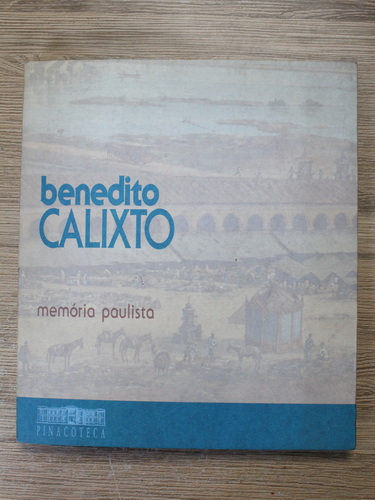 benedito
CALIXTO
memória paulista
PINACOTECA